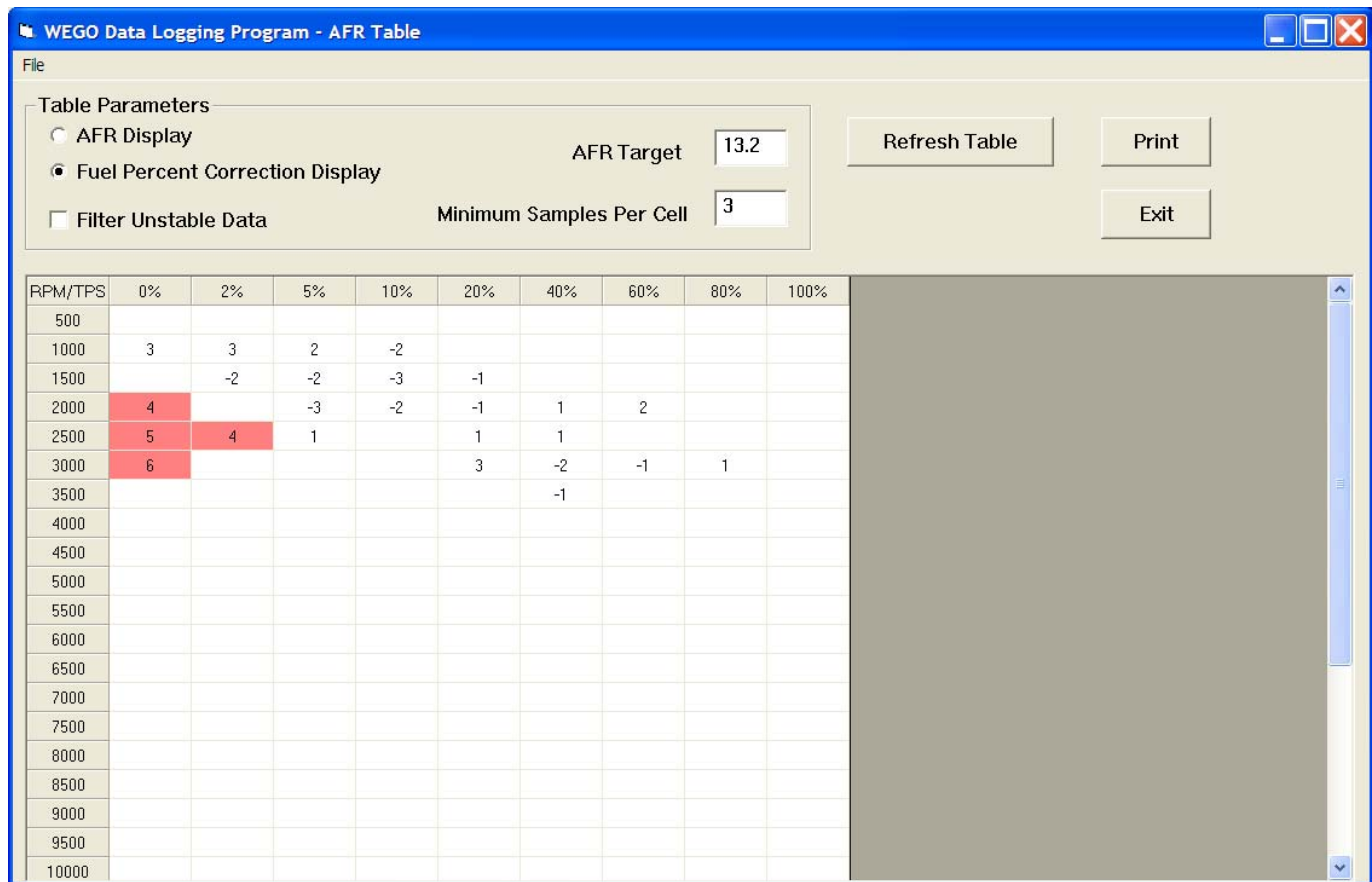 WEGO Data Logging Program - AFR Table
File
Table Parameters
AFR Display
Fuel Percent Correction Display
Filter Unstable Data
AFR Target 13.2
Minimum Samples Per Cell 3
Refresh Table
Print
Exit
RPM/TPS 0% 2% 5% 10% 20% 40% 60% 80% 100%
500
1000 3 3 2 -2
1500 -2 -2 -3 -1
2000 4 -3 -2 -1 1 2
2500 5 4 1 1 1
3000 6 3 -2 -1 1
3500 -1
4000
4500
5000
5500
6000
6500
7000
7500
8000
8500
9000
9500
10000